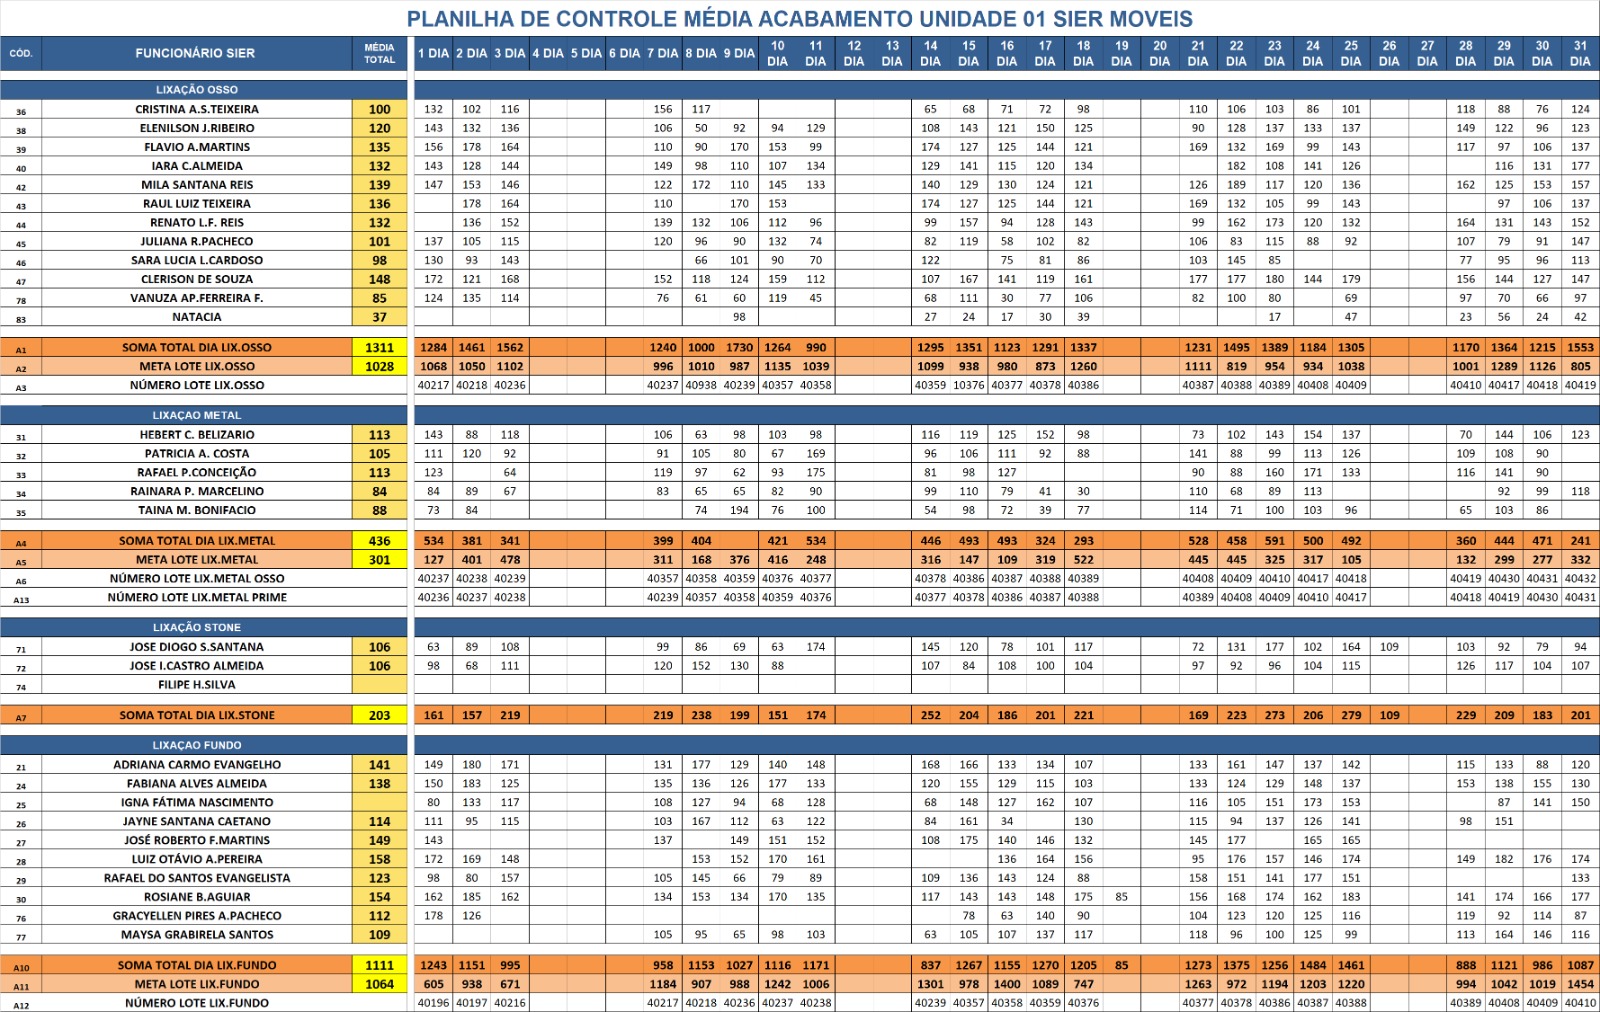 PLANILHA DE CONTROLE MÉDIA ACABAMENTO UNIDADE 01 SIER MOVEIS
CÓD. FUNCIONÁRIO SIER MÉDIA TOTAL 1 DIA 2 DIA 3 DIA 4 DIA 5 DIA 6 DIA 7 DIA 8 DIA 9 DIA 10 DIA 11 DIA 12 DIA 13 DIA 14 DIA 15 DIA 16 DIA 17 DIA 18 DIA 19 DIA 20 DIA 21 DIA 22 DIA 23 DIA 24 DIA 25 DIA 26 DIA 27 DIA 28 DIA 29 DIA 30 DIA 31 DIA
LIXAÇÃO OSSO
36 CRISTINA A.S.TEIXEIRA 100 132 102 116 156 117 65 68 71 72 98 110 106 103 86 101 118 88 76 124
38 ELENILSON J.RIBEIRO 120 143 132 136 106 50 92 94 129 108 143 121 150 125 90 128 137 133 137 149 122 96 123
39 FLAVIO A.MARTINS 135 156 178 164 110 90 170 153 99 174 127 125 144 121 169 132 169 99 143 117 97 106 137
40 IARA C.ALMEIDA 132 143 128 144 149 98 110 107 134 129 141 115 120 134 182 108 141 126 116 131 177
42 MILA SANTANA REIS 139 147 153 146 122 172 110 145 133 140 129 130 124 121 126 189 117 120 136 162 125 153 157
43 RAUL LUIZ TEIXEIRA 136 178 164 110 170 153 174 127 125 144 121 169 132 105 99 143 97 106 137
44 RENATO L.F. REIS 132 136 152 139 132 106 112 96 99 157 94 128 143 99 162 173 120 132 164 131 143 152
45 JULIANA R.PACHECO 101 137 105 115 120 96 90 132 74 82 119 58 102 82 106 83 115 88 92 107 79 91 147
46 SARA LUCIA L.CARDOSO 98 130 93 143 66 101 90 70 122 75 81 86 103 145 85 77 95 96 113
47 CLERISON DE SOUZA 148 172 121 168 152 118 124 159 112 107 167 141 119 161 177 177 180 144 179 156 144 127 147
78 VANUZA AP.FERREIRA F. 85 124 135 114 76 61 60 119 45 68 111 30 77 106 82 100 80 69 97 70 66 97
83 NATACIA 37 98 27 24 17 30 39 17 47 23 56 24 42
A1 SOMA TOTAL DIA LIX.OSSO 1311 1284 1461 1562 1240 1000 1730 1264 990 1295 1351 1123 1291 1337 1231 1495 1389 1184 1305 1170 1364 1215 1553
A2 META LOTE LIX.OSSO 1028 1068 1050 1102 996 1010 987 1135 1039 1099 938 980 873 1260 1111 819 954 934 1038 1001 1289 1126 805
A3 NÚMERO LOTE LIX.OSSO 40217 40218 40236 40237 40938 40239 40357 40358 40359 10376 40377 40378 40386 40387 40388 40389 40408 40409 40410 40417 40418 40419
LIXAÇAO METAL
31 HEBERT C. BELIZARIO 113 143 88 118 106 63 98 103 98 116 119 125 152 98 73 102 143 154 137 70 144 106 123
32 PATRICIA A. COSTA 105 111 120 92 91 105 80 67 169 96 106 111 92 88 141 88 99 113 126 109 108 90
33 RAFAEL P.CONCEIÇÃO 113 123 64 119 97 62 93 175 81 98 127 90 88 160 171 133 116 141 90
34 RAINARA P. MARCELINO 84 84 89 67 83 65 65 82 90 99 110 79 41 30 110 68 89 113 92 99 118
35 TAINA M. BONIFACIO 88 73 84 74 194 76 100 54 98 72 39 77 114 71 100 103 96 65 103 86
A4 SOMA TOTAL DIA LIX.METAL 436 534 381 341 399 404 421 534 446 493 493 324 293 528 458 591 500 492 360 444 471 241
A5 META LOTE LIX.METAL 301 127 401 478 311 168 376 416 248 316 147 109 319 522 445 445 325 317 105 132 299 277 332
A6 NÚMERO LOTE LIX.METAL OSSO 40237 40238 40239 40357 40358 40359 40376 40377 40378 40386 40387 40388 40389 40408 40409 40410 40417 40418 40419 40430 40431 40432
A13 NÚMERO LOTE LIX.METAL PRIME 40236 40237 40238 40239 40357 40358 40359 40376 40377 40378 40386 40387 40388 40389 40408 40409 40410 40417 40418 40419 40430 40431
LIXAÇÃO STONE
71 JOSE DIOGO S.SANTANA 106 63 89 108 99 86 69 63 174 145 120 78 101 117 72 131 177 102 164 109 103 92 79 94
72 JOSE I.CASTRO ALMEIDA 106 98 68 111 120 152 130 88 107 84 108 100 104 97 92 96 104 115 126 117 104 107
74 FILIPE H.SILVA
A7 SOMA TOTAL DIA LIX.STONE 203 161 157 219 219 238 199 151 174 252 204 186 201 221 169 223 273 206 279 109 229 209 183 201
LIXAÇAO FUNDO
21 ADRIANA CARMO EVANGELHO 141 149 180 171 131 177 129 140 148 168 166 133 134 107 133 161 147 137 142 115 133 88 120
24 FABIANA ALVES ALMEIDA 138 150 183 125 135 136 126 177 133 120 155 129 115 103 133 124 129 148 137 153 138 155 130
25 IGNA FÁTIMA NASCIMENTO 80 133 117 108 127 94 68 128 68 148 127 162 107 116 105 151 173 153 87 141 150
26 JAYNE SANTANA CAETANO 114 111 95 115 103 167 112 63 122 84 161 34 130 115 94 137 126 141 98 151
27 JOSÉ ROBERTO F.MARTINS 149 143 137 149 151 152 108 175 140 146 132 145 177 165 165
28 LUIZ OTÁVIO A.PEREIRA 158 172 169 148 153 152 170 161 136 164 156 95 176 157 146 174 149 182 176 174
29 RAFAEL DO SANTOS EVANGELISTA 123 98 80 157 105 145 66 79 89 109 136 143 124 88 158 151 141 177 151 133
30 ROSIANE B.AGUIAR 154 162 185 162 134 153 134 170 135 117 143 143 148 175 85 156 168 174 162 183 141 174 166 177
76 GRACYELLEN PIRES A.PACHECO 112 178 126 78 63 140 90 104 123 120 125 116 119 92 114 87
77 MAYSA GRABIRELA SANTOS 109 105 95 65 98 103 63 105 107 137 117 118 96 100 125 99 113 164 146 116
A10 SOMA TOTAL DIA LIX.FUNDO 1111 1243 1151 995 958 1153 1027 1116 1171 837 1267 1155 1270 1205 85 1273 1375 1256 1484 1461 888 1121 986 1087
A11 META LOTE LIX.FUNDO 1064 605 938 671 1184 907 988 1242 1006 1301 978 1400 1089 747 1263 972 1194 1203 1220 994 1042 1019 1454
A12 NÚMERO LOTE LIX.FUNDO 40196 40197 40216 40217 40218 40236 40237 40238 40239 40357 40358 40359 40376 40377 40378 40386 40387 40388 40389 40408 40409 40410